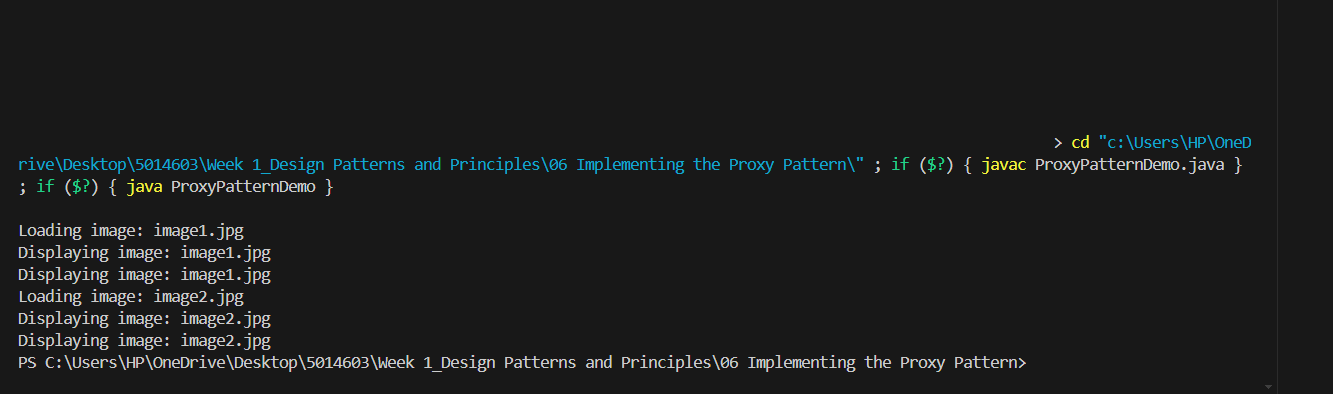 > cd "c:\Users\HP\OneD
rive\Desktop\5014603\Week 1_Design Patterns and Principles\06 Implementing the Proxy Pattern\" ; if ($?) { javac ProxyPatternDemo.java }
; if ($?) { java ProxyPatternDemo }
Loading image: image1.jpg
Displaying image: image1.jpg
Displaying image: image1.jpg
Loading image: image2.jpg
Displaying image: image2.jpg
Displaying image: image2.jpg
PS C:\Users\HP\OneDrive\Desktop\5014603\Week 1_Design Patterns and Principles\06 Implementing the Proxy Pattern>